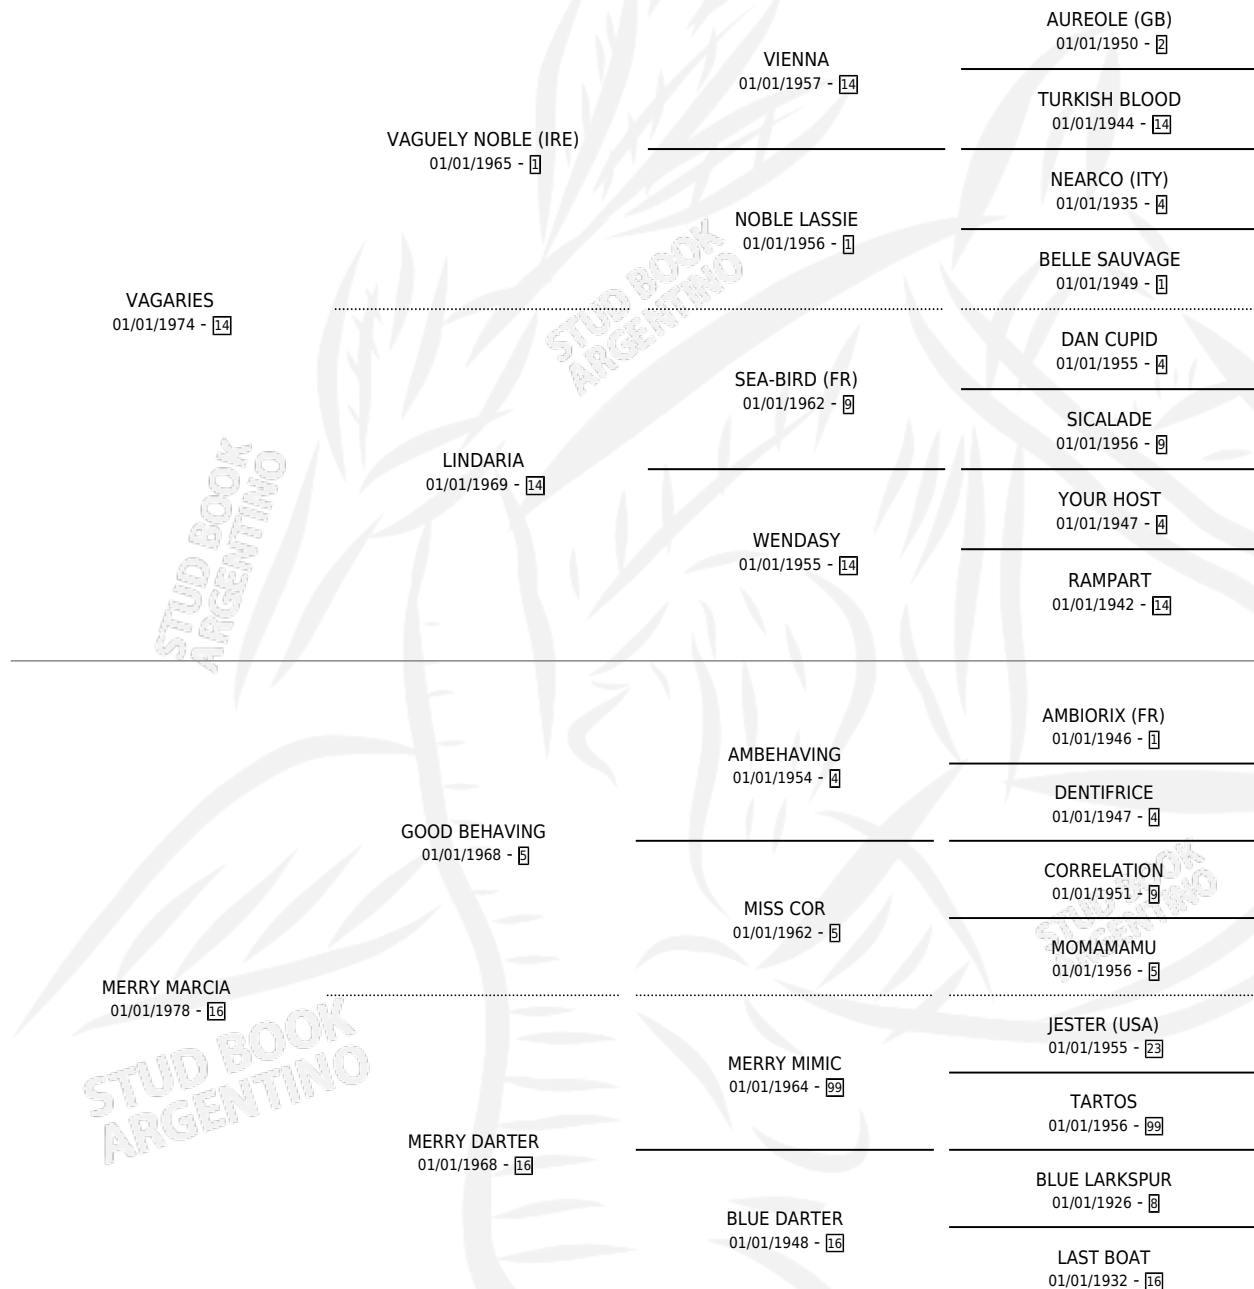 VAGARIES
01/01/1974 - 14
VAGUELY NOBLE (IRE)
01/01/1965 - 1
LINDARIA
01/01/1969 - 14
VIENNA
01/01/1957 - 14
NOBLE LASSIE
01/01/1956 - 1
SEA-BIRD (FR)
01/01/1962 - 9
WENDASY
01/01/1955 - 14
AUREOLE (GB)
01/01/1950 - 2
TURKISH BLOOD
01/01/1944 - 14
NEARCO (ITY)
01/01/1935 - 4
BELLE SAUVAGE
01/01/1949 - 1
DAN CUPID
01/01/1955 - 4
SICALADE
01/01/1956 - 9
YOUR HOST
01/01/1947 - 4
RAMPART
01/01/1942 - 14
MERRY MARCIA
01/01/1978 - 16
GOOD BEHAVING
01/01/1968 - 5
MERRY DARTER
01/01/1968 - 16
AMBEHAVING
01/01/1954 - 4
MISS COR
01/01/1962 - 5
MERRY MIMIC
01/01/1964 - 99
BLUE DARTER
01/01/1948 - 16
AMBIORIX (FR)
01/01/1946 - 1
DENTIFRICE
01/01/1947 - 4
CORRELATION
01/01/1951 - 9
MOMAMAMU
01/01/1956 - 5
JESTER (USA)
01/01/1955 - 23
TARTOS
01/01/1956 - 99
BLUE LARKSPUR
01/01/1926 - 8
LAST BOAT
01/01/1932 - 16
STUD BOOK
ARGENTINO
STUD BOOK
ARGENTINO
STUD BOOK
ARGENTINO
STUD BOOK
ARGENTINO